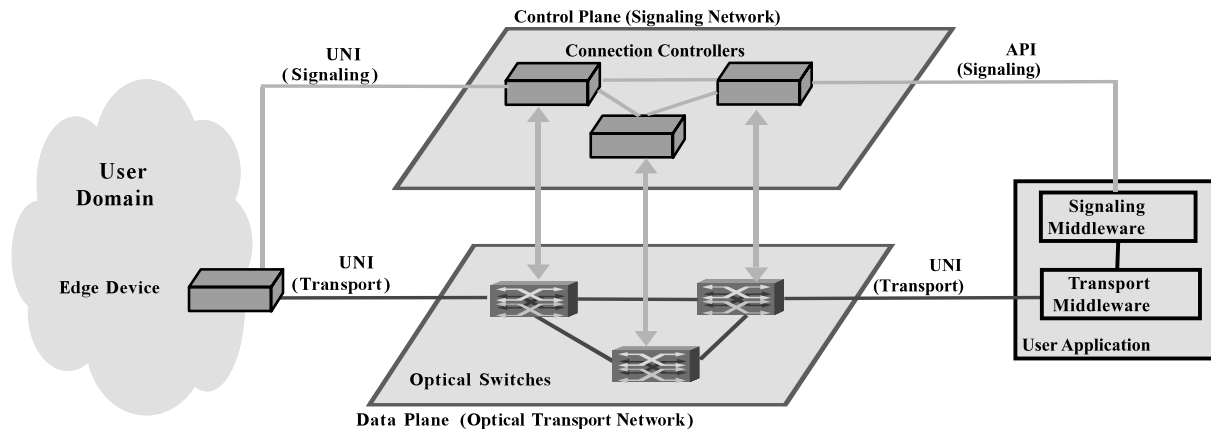 Control Plane (Signaling Network)
UNI
(Signaling)
Connection Controllers
API
(Signaling)
User
Domain
Signaling
Middleware
UNI
(Transport)
UNI
(Transport)
Edge Device
Transport
Middleware
User Application
Optical Switches
Data Plane (Optical Transport Network)